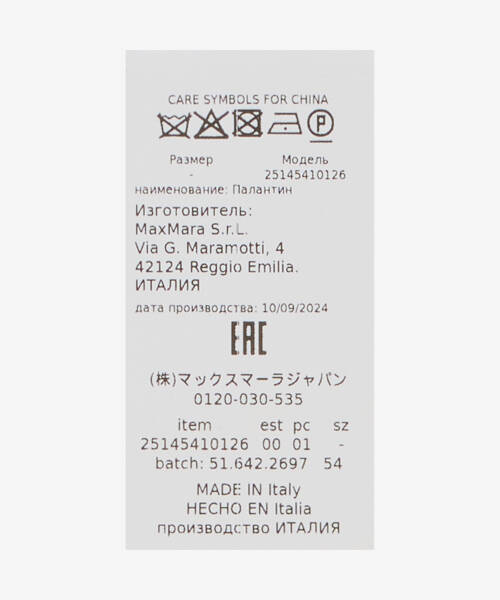 CARE SYMBOLS FOR CHINA
P
Размер Модель
- 25145410126
наименование: Палантин
Изготовитель:
MaxMara S.r.L.
Via G. Maramotti, 4
42124 Reggio Emilia.
ИТАЛИЯ
дата производства: 10/09/2024
EAC
(株)マックスマーラジャパン
0120-030-535
item est pc sz
25145410126 00 01 -
batch: 51.642.2697 54
MADE IN Italy
HECHO EN Italia
производство ИТАЛИЯ